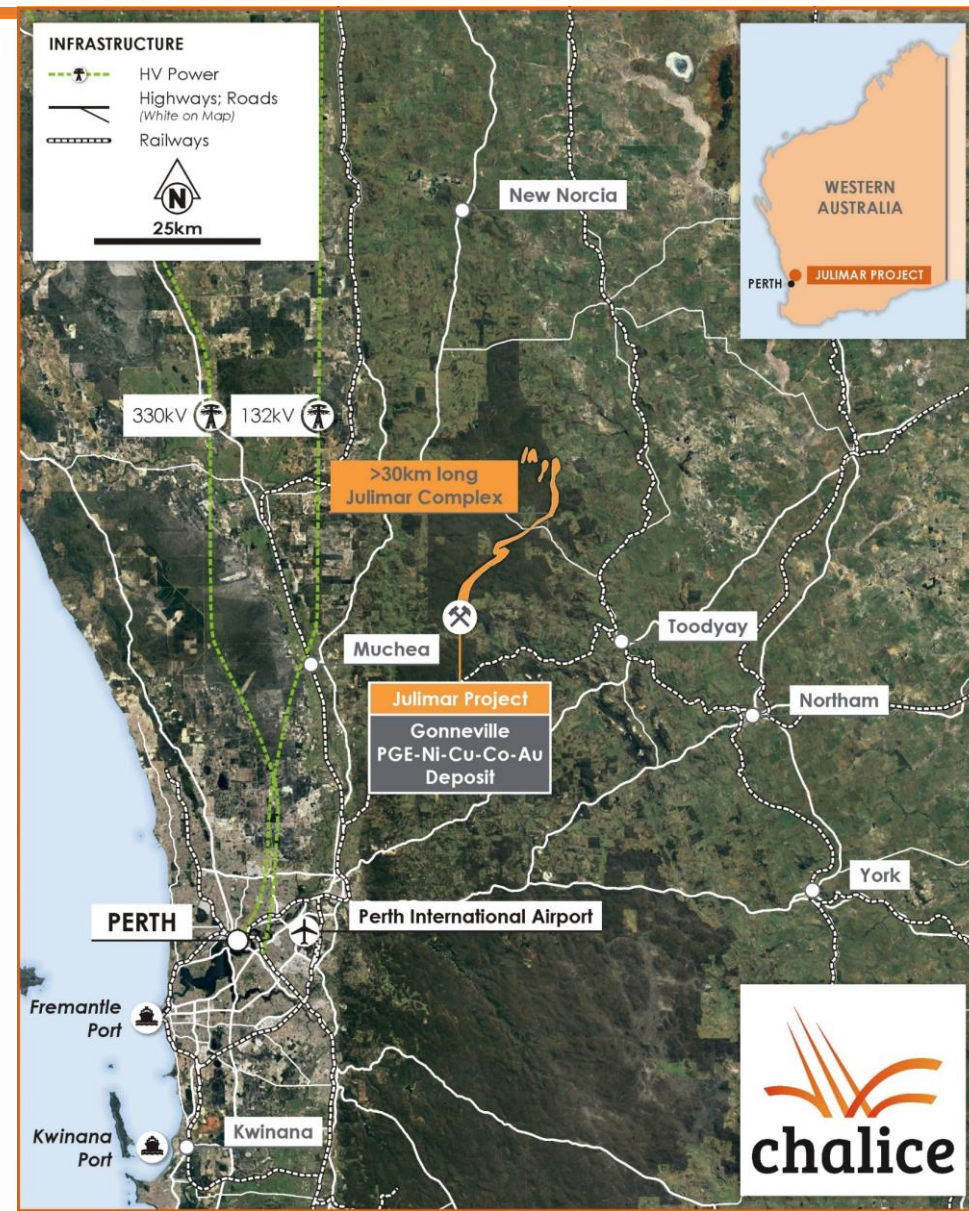 INFRASTRUCTURE
HV Power
Highways; Roads
(White on Map)
Railways
N
25km
WESTERN
AUSTRALIA
PERTH
JULIMAR PROJECT
New Norcia
330kV
132kV
>30km long
Julimar Complex
Muchea
Toodyay
Julimar Project
Gonneville
PGE-Ni-Cu-Co-Au
Deposit
Northam
York
PERTH
Perth International Airport
Fremantle
Port
Kwinana
Port
Kwinana
chalice